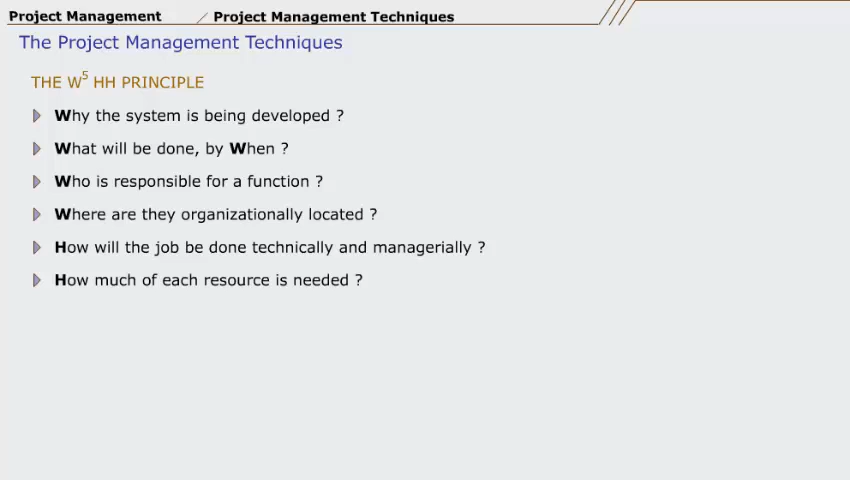 Project Management / Project Management Techniques
The Project Management Techniques
THE W⁵ HH PRINCIPLE
Why the system is being developed ?
What will be done, by When ?
Who is responsible for a function ?
Where are they organizationally located ?
How will the job be done technically and managerially ?
How much of each resource is needed ?